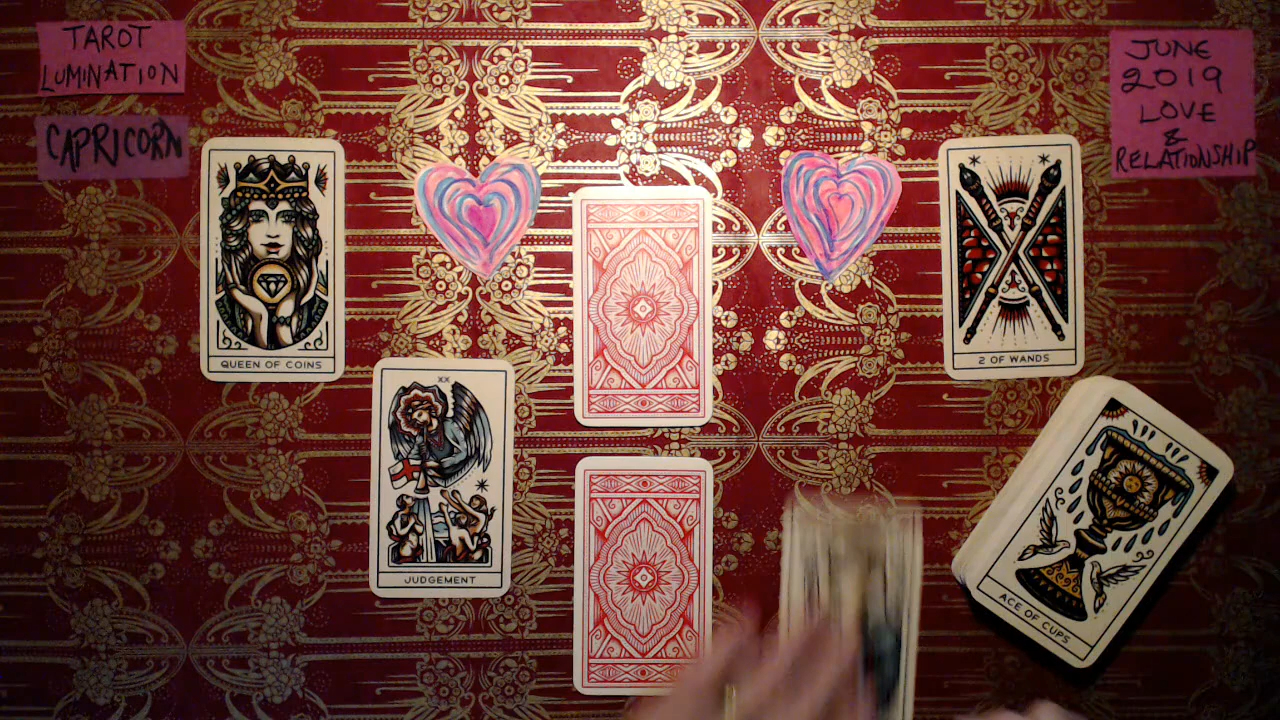 TAROT
LUMINATION
CAPRICORN
JUNE
2019
LOVE
&
RELATIONSHIP
QUEEN OF COINS
2 OF WANDS
XX
JUDGEMENT
ACE OF CUPS